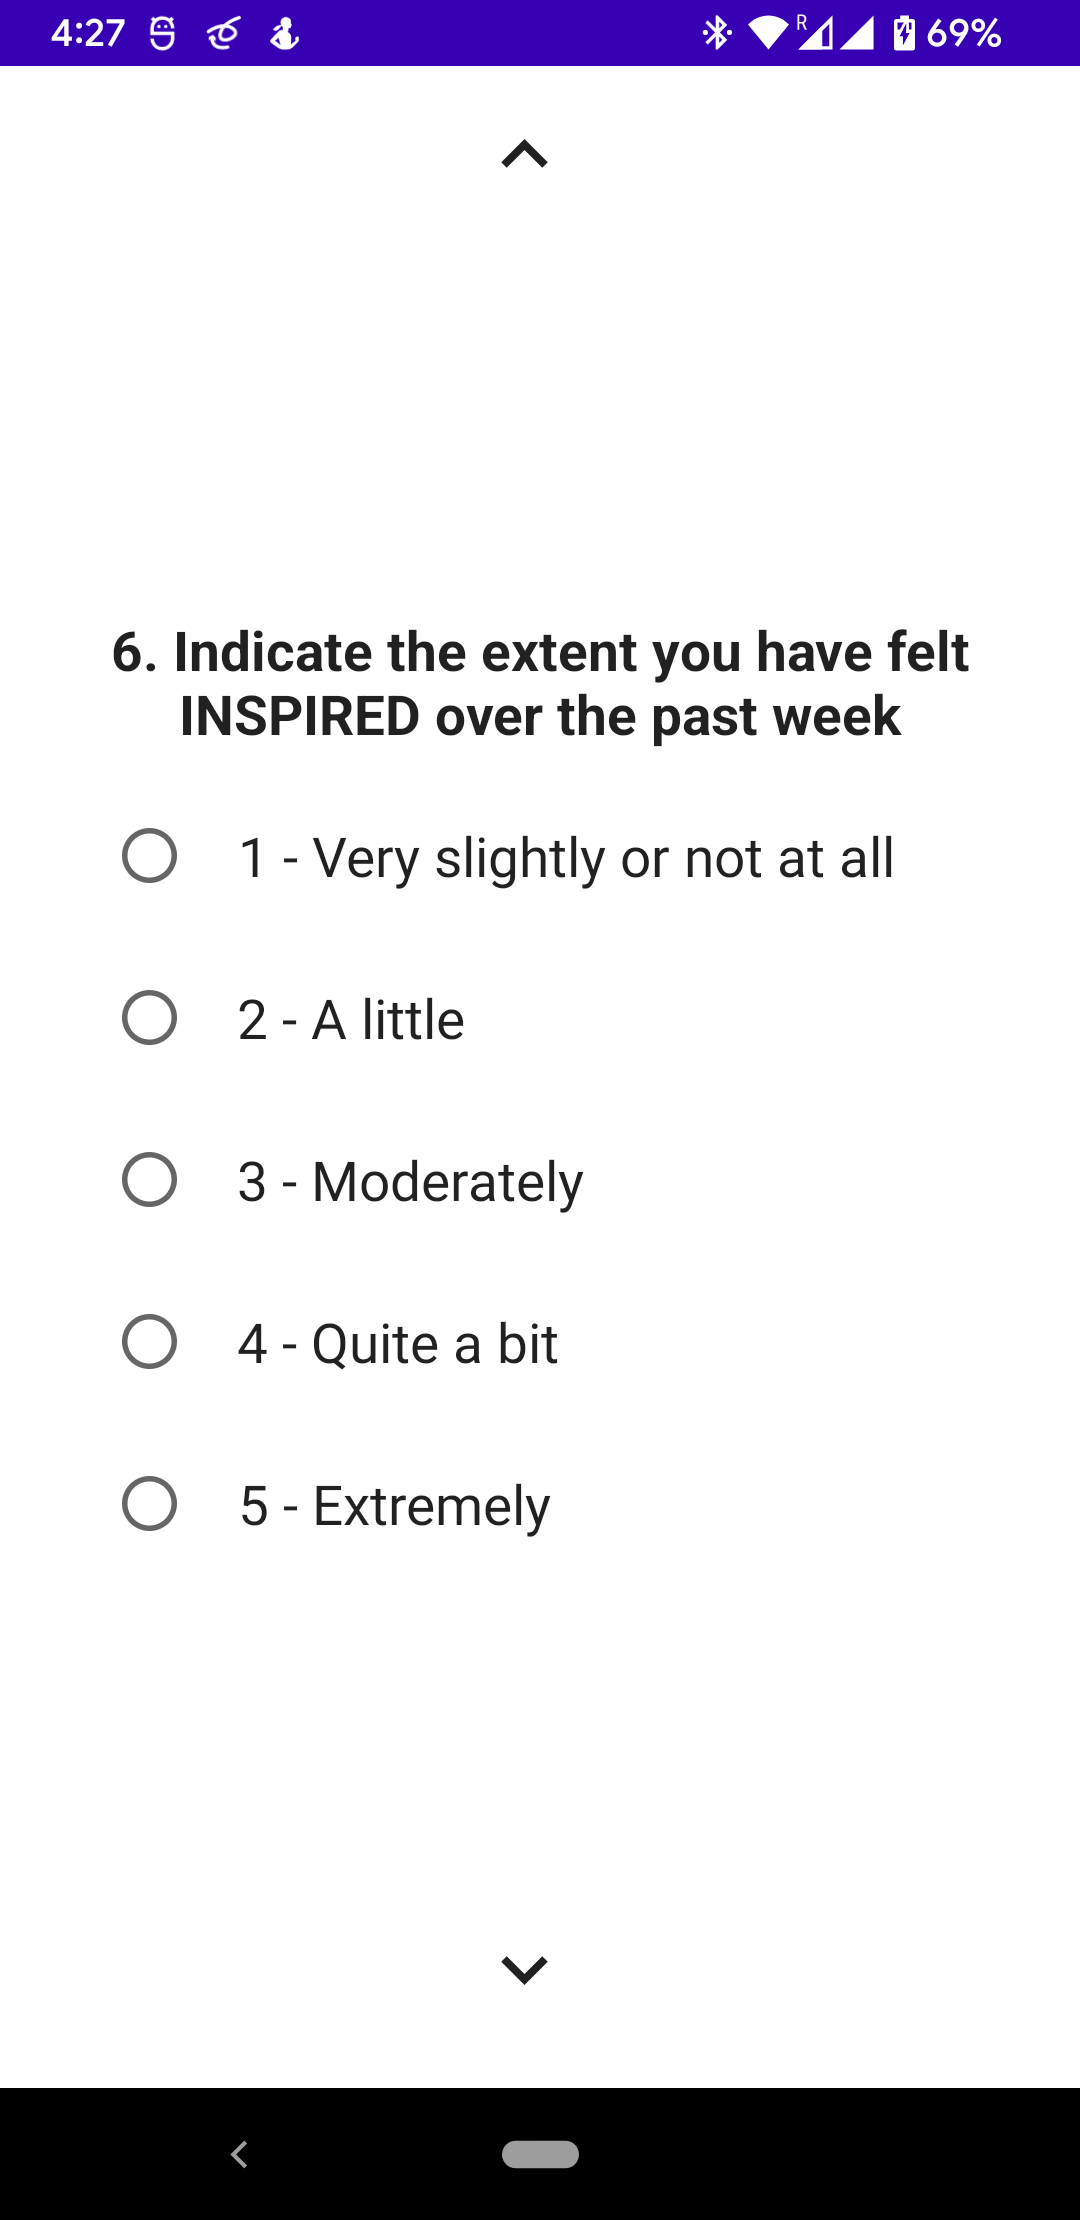 4:27 R 69%
6. Indicate the extent you have felt
INSPIRED over the past week
1 - Very slightly or not at all
2 - A little
3 - Moderately
4 - Quite a bit
5 - Extremely